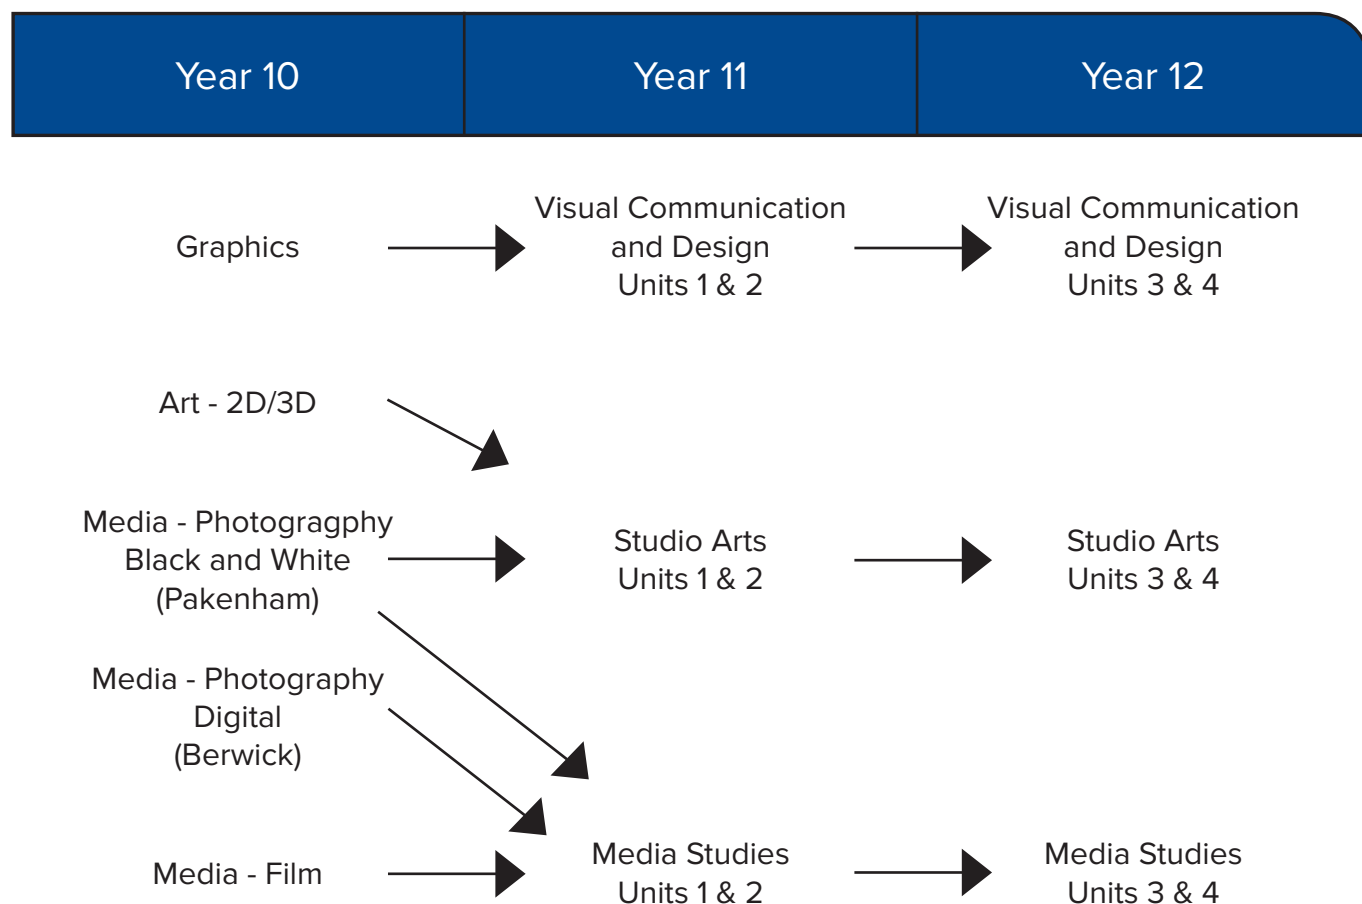 Year 10
Year 11
Year 12
Graphics
Visual Communication
and Design
Units 1 & 2
Visual Communication
and Design
Units 3 & 4
Art - 2D/3D
Media - Photogragphy
Black and White
(Pakenham)
Studio Arts
Units 1 & 2
Studio Arts
Units 3 & 4
Media - Photography
Digital
(Berwick)
Media - Film
Media Studies
Units 1 & 2
Media Studies
Units 3 & 4